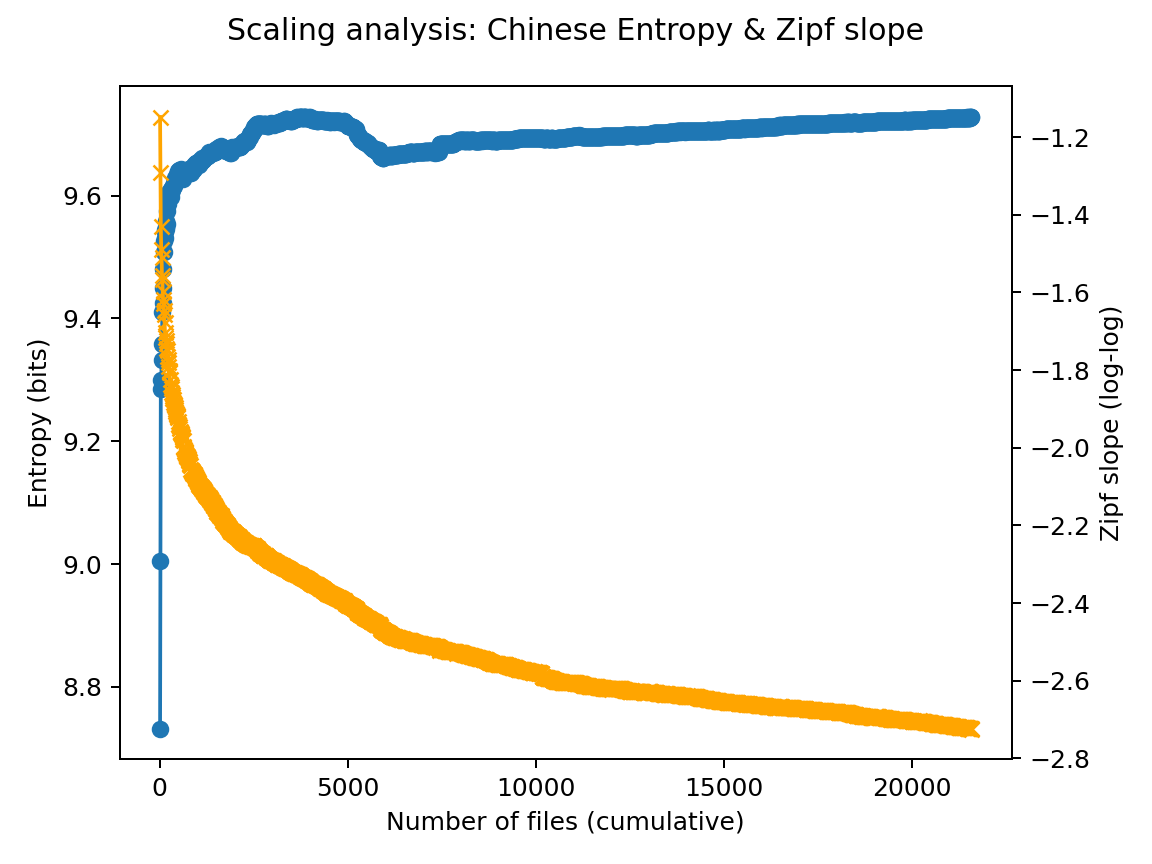 Scaling analysis: Chinese Entropy & Zipf slope
Entropy (bits)
9.6
9.4
9.2
9.0
8.8
−1.2
−1.4
−1.6
−1.8
−2.0
−2.2
−2.4
−2.6
−2.8
Zipf slope (log-log)
0 5000 10000 15000 20000
Number of files (cumulative)